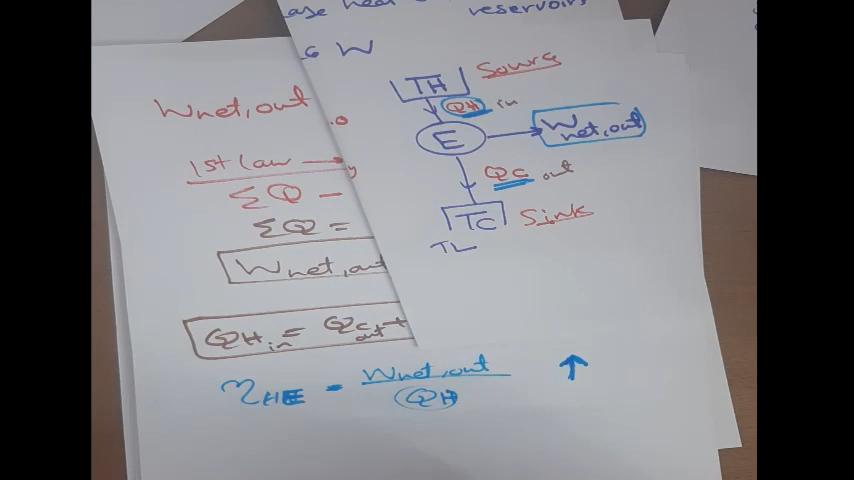 reservoirs
W
TH Source
QH in
E
Wnet,out
Qc out
TC Sink
TL
Wnet,out
1st law →
ΣQ -
ΣQ =
Wnet,out
QH in = Qc out +
ηHE = Wnet,out / QH ↑